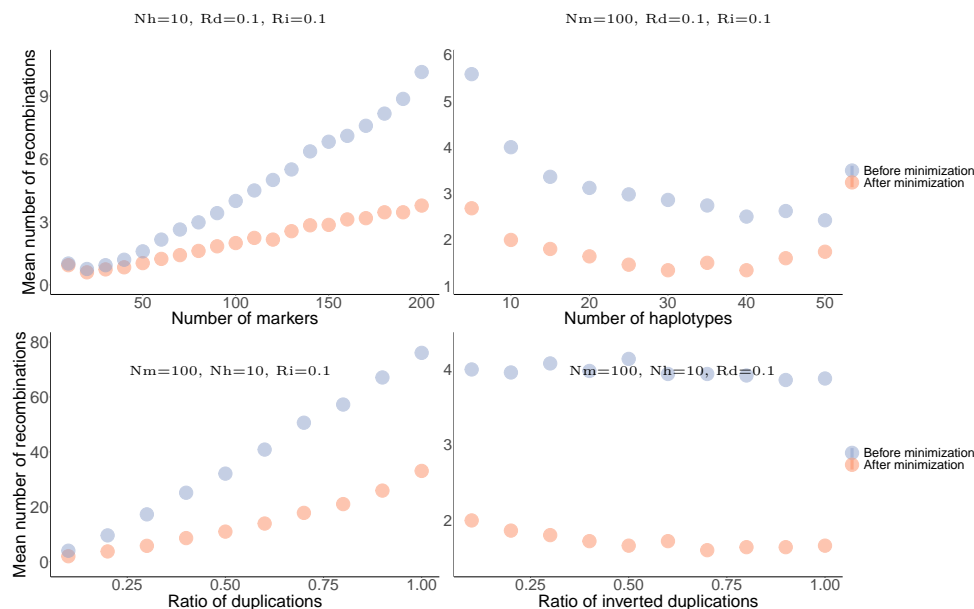 Nh=10, Rd=0.1, Ri=0.1
Nm=100, Rd=0.1, Ri=0.1
Mean number of recombinations
9
6
3
0
50
100
150
200
Number of markers
6
5
4
3
2
1
10
20
30
40
50
Number of haplotypes
Before minimization
After minimization
Nm=100, Nh=10, Ri=0.1
Nm=100, Nh=10, Rd=0.1
Mean number of recombinations
80
60
40
20
0
0.25
0.50
0.75
1.00
Ratio of duplications
4
3
2
0.25
0.50
0.75
1.00
Ratio of inverted duplications
Before minimization
After minimization